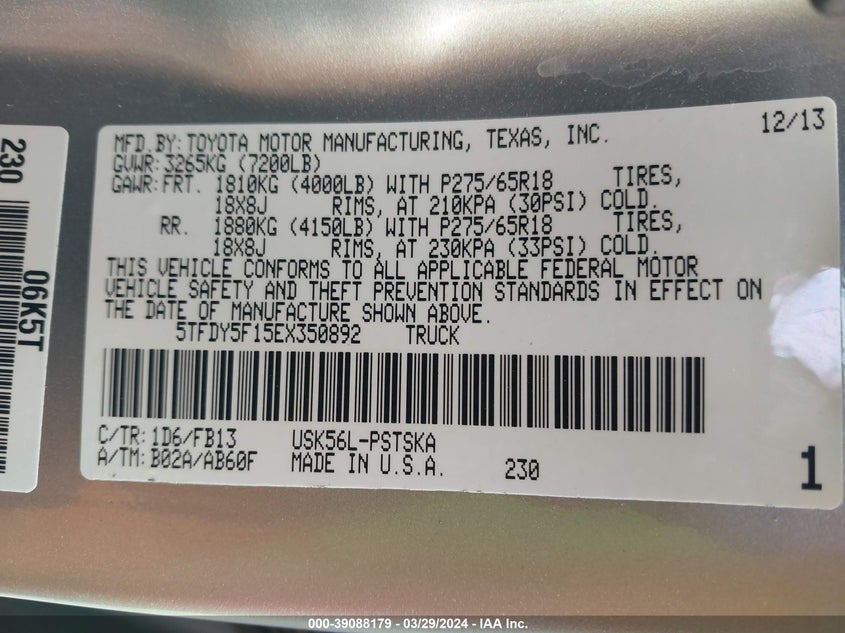 230
06K5T
12/13
MFD.BY:TOYOTA MOTOR MANUFACTURING, TEXAS, INC.
GVWR:3265KG (7200LB)
GAWR:FRT. 1810KG (4000LB) WITH P275/65R18 TIRES,
18X8J RIMS, AT 210KPA (30PSI) COLD.
RR. 1880KG (4150LB) WITH P275/65R18 TIRES,
18X8J RIMS, AT 230KPA (33PSI) COLD.
THIS VEHICLE CONFORMS TO ALL APPLICABLE FEDERAL MOTOR
VEHICLE SAFETY AND THEFT PREVENTION STANDARDS IN EFFECT ON
THE DATE OF MANUFACTURE SHOWN ABOVE.
5TFDY5F15EX350892 TRUCK
C/TR:1D6/FB13 USK56L-PSTSKA
A/TM:B02A/AB60F MADE IN U.S.A. 230
1
000-39088179 - 03/29/2024 - IAA Inc.